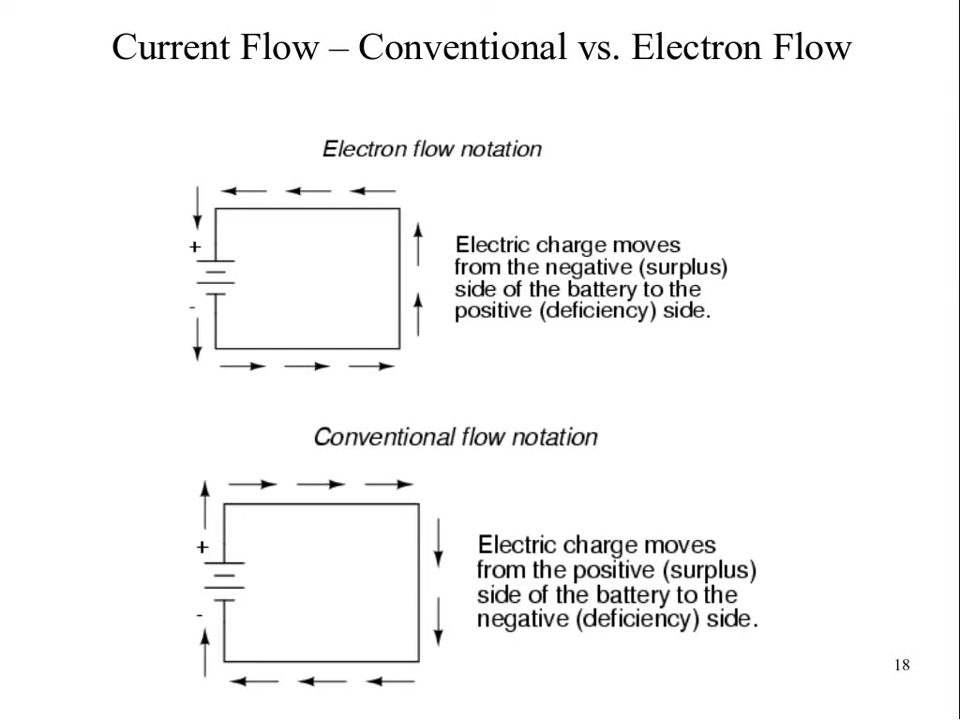 Current Flow – Conventional vs. Electron Flow
Electron flow notation
+
-
Electric charge moves
from the negative (surplus)
side of the battery to the
positive (deficiency) side.
Conventional flow notation
+
-
Electric charge moves
from the positive (surplus)
side of the battery to the
negative (deficiency) side.
18